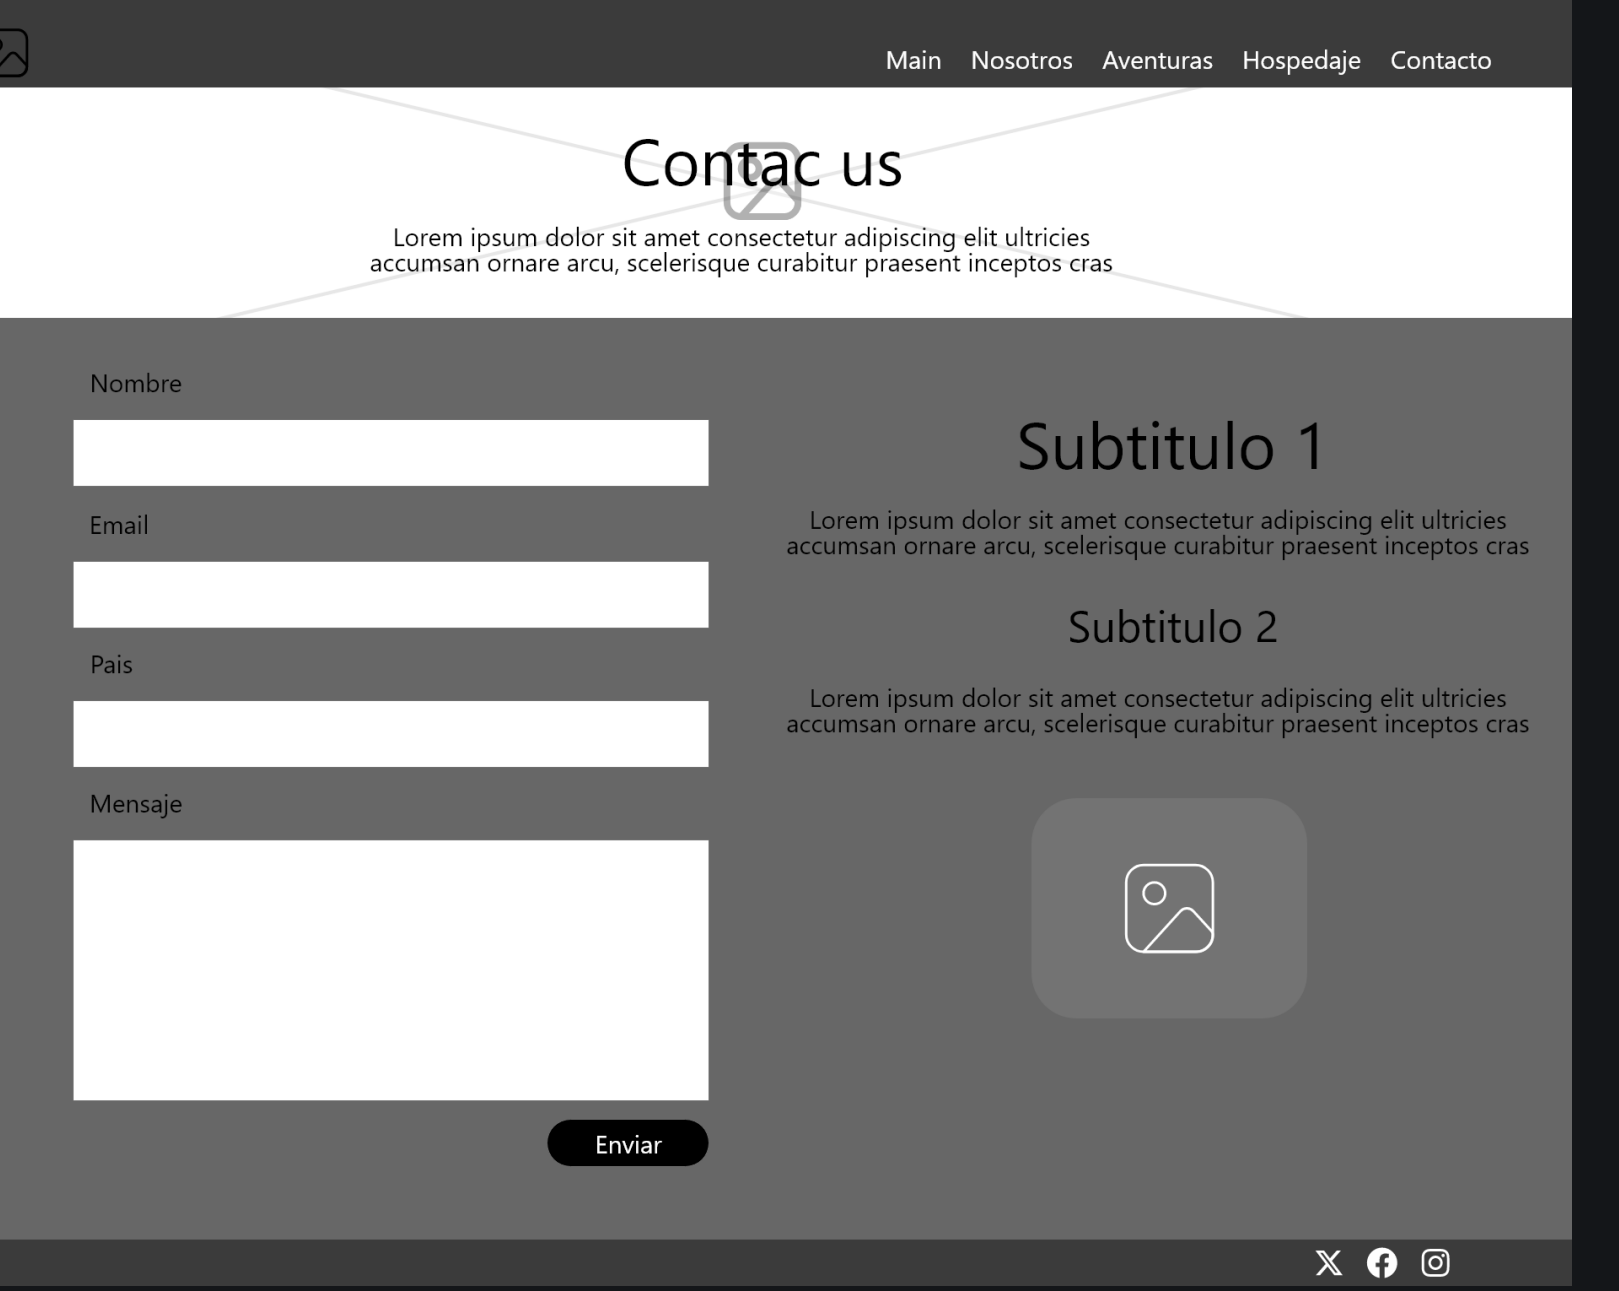 Main Nosotros Aventuras Hospedaje Contacto
Contac us
Lorem ipsum dolor sit amet consectetur adipiscing elit ultricies
accumsan ornare arcu, scelerisque curabitur praesent inceptos cras
Nombre
Email
Pais
Mensaje
Enviar
Subtitulo 1
Lorem ipsum dolor sit amet consectetur adipiscing elit ultricies
accumsan ornare arcu, scelerisque curabitur praesent inceptos cras
Subtitulo 2
Lorem ipsum dolor sit amet consectetur adipiscing elit ultricies
accumsan ornare arcu, scelerisque curabitur praesent inceptos cras